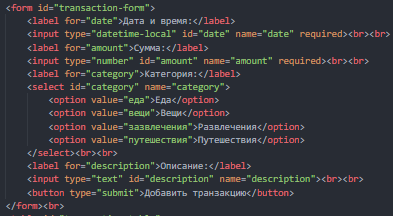 <form id="transaction-form">
<label for="date">Дата и время:</label>
<input type="datetime-local" id="date" name="date" required><br><br>
<label for="amount">Сумма:</label>
<input type="number" id="amount" name="amount" required><br><br>
<label for="category">Категория:</label>
<select id="category" name="category">
<option value="еда">Еда</option>
<option value="вещи">Вещи</option>
<option value="зазвлечения">Развлечения</option>
<option value="путешествия">Путешествия</option>
</select><br><br>
<label for="description">Описание:</label>
<input type="text" id="description" name="description"><br><br>
<button type="submit">Добавить транзакцию</button>
</form><br>